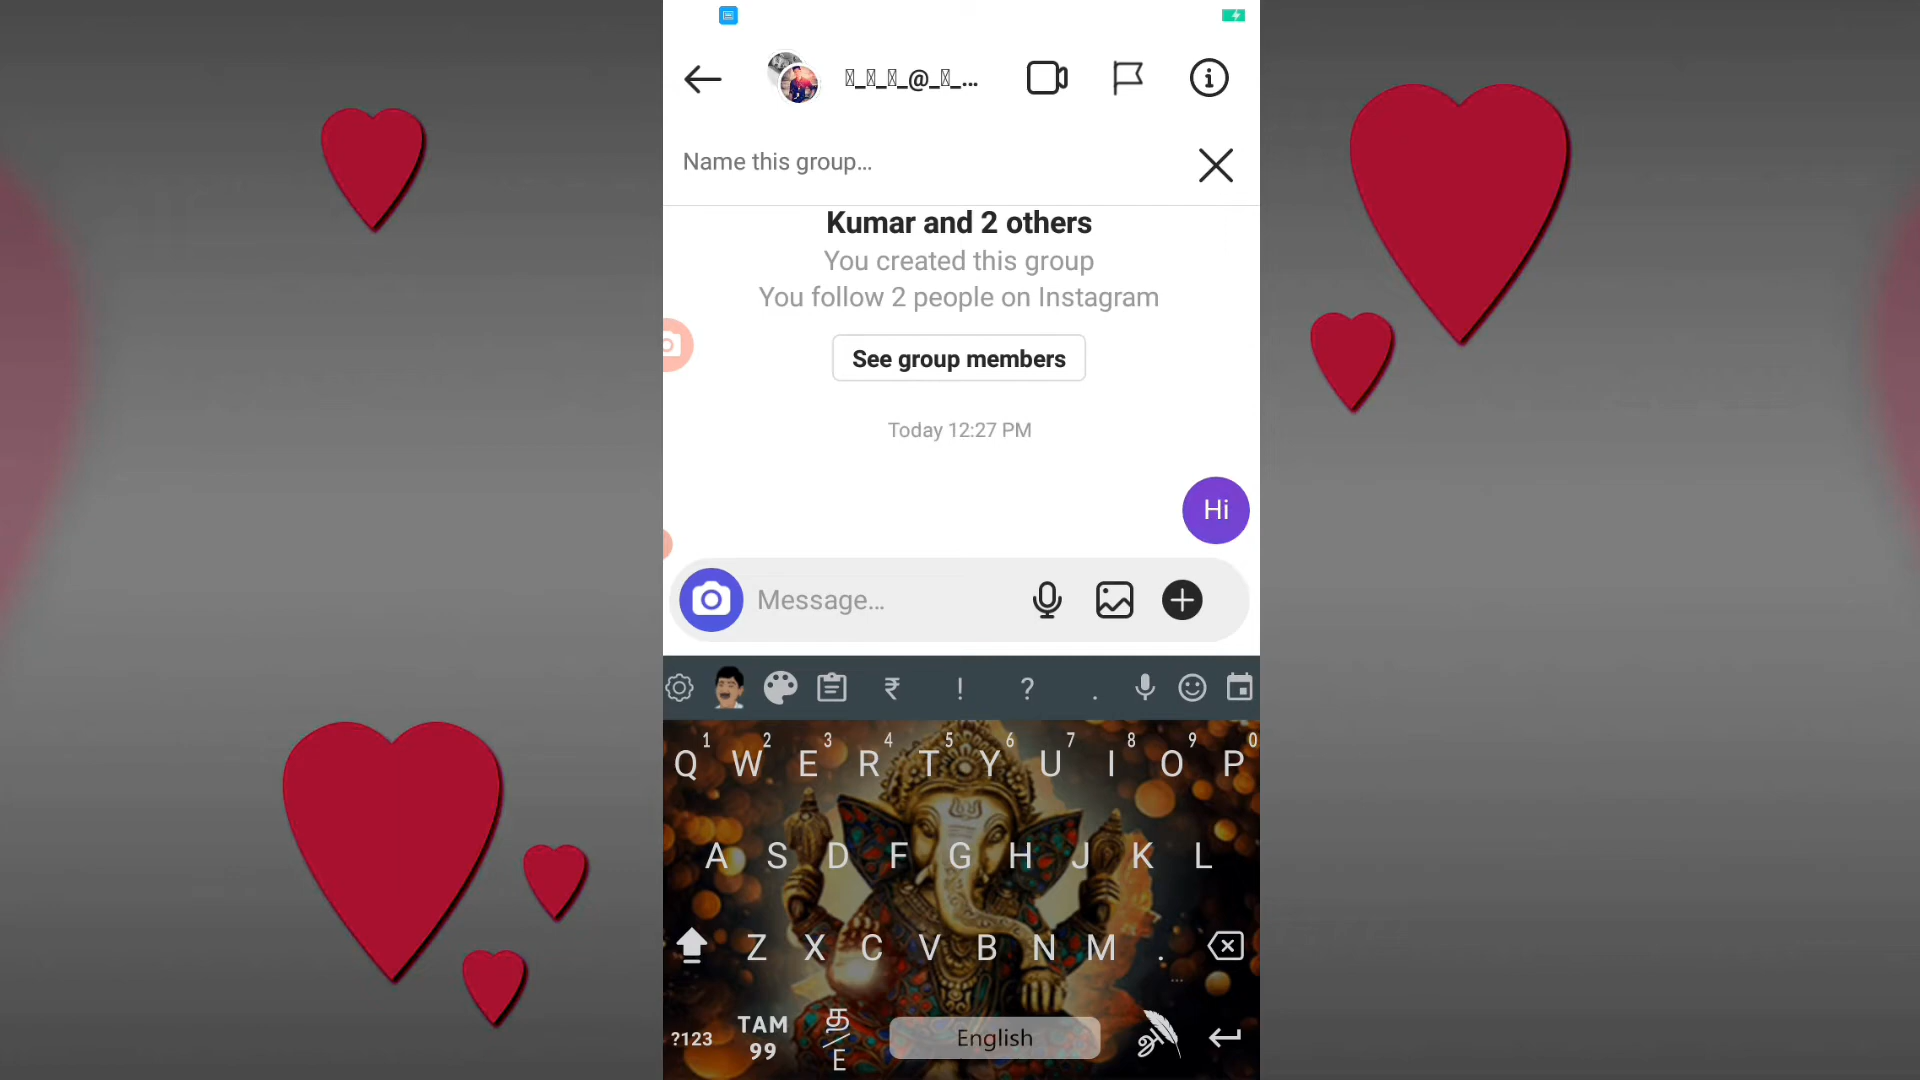 Name this group...
Kumar and 2 others
You created this group
You follow 2 people on Instagram
See group members
Today 12:27 PM
Hi
Message...
₹ ! ? .
1 2 3 4 5 6 7 8 9 0
Q W E R T Y U I O P
A S D F G H J K L
Z X C V B N M .
?123 TAM 99 த/E English அ